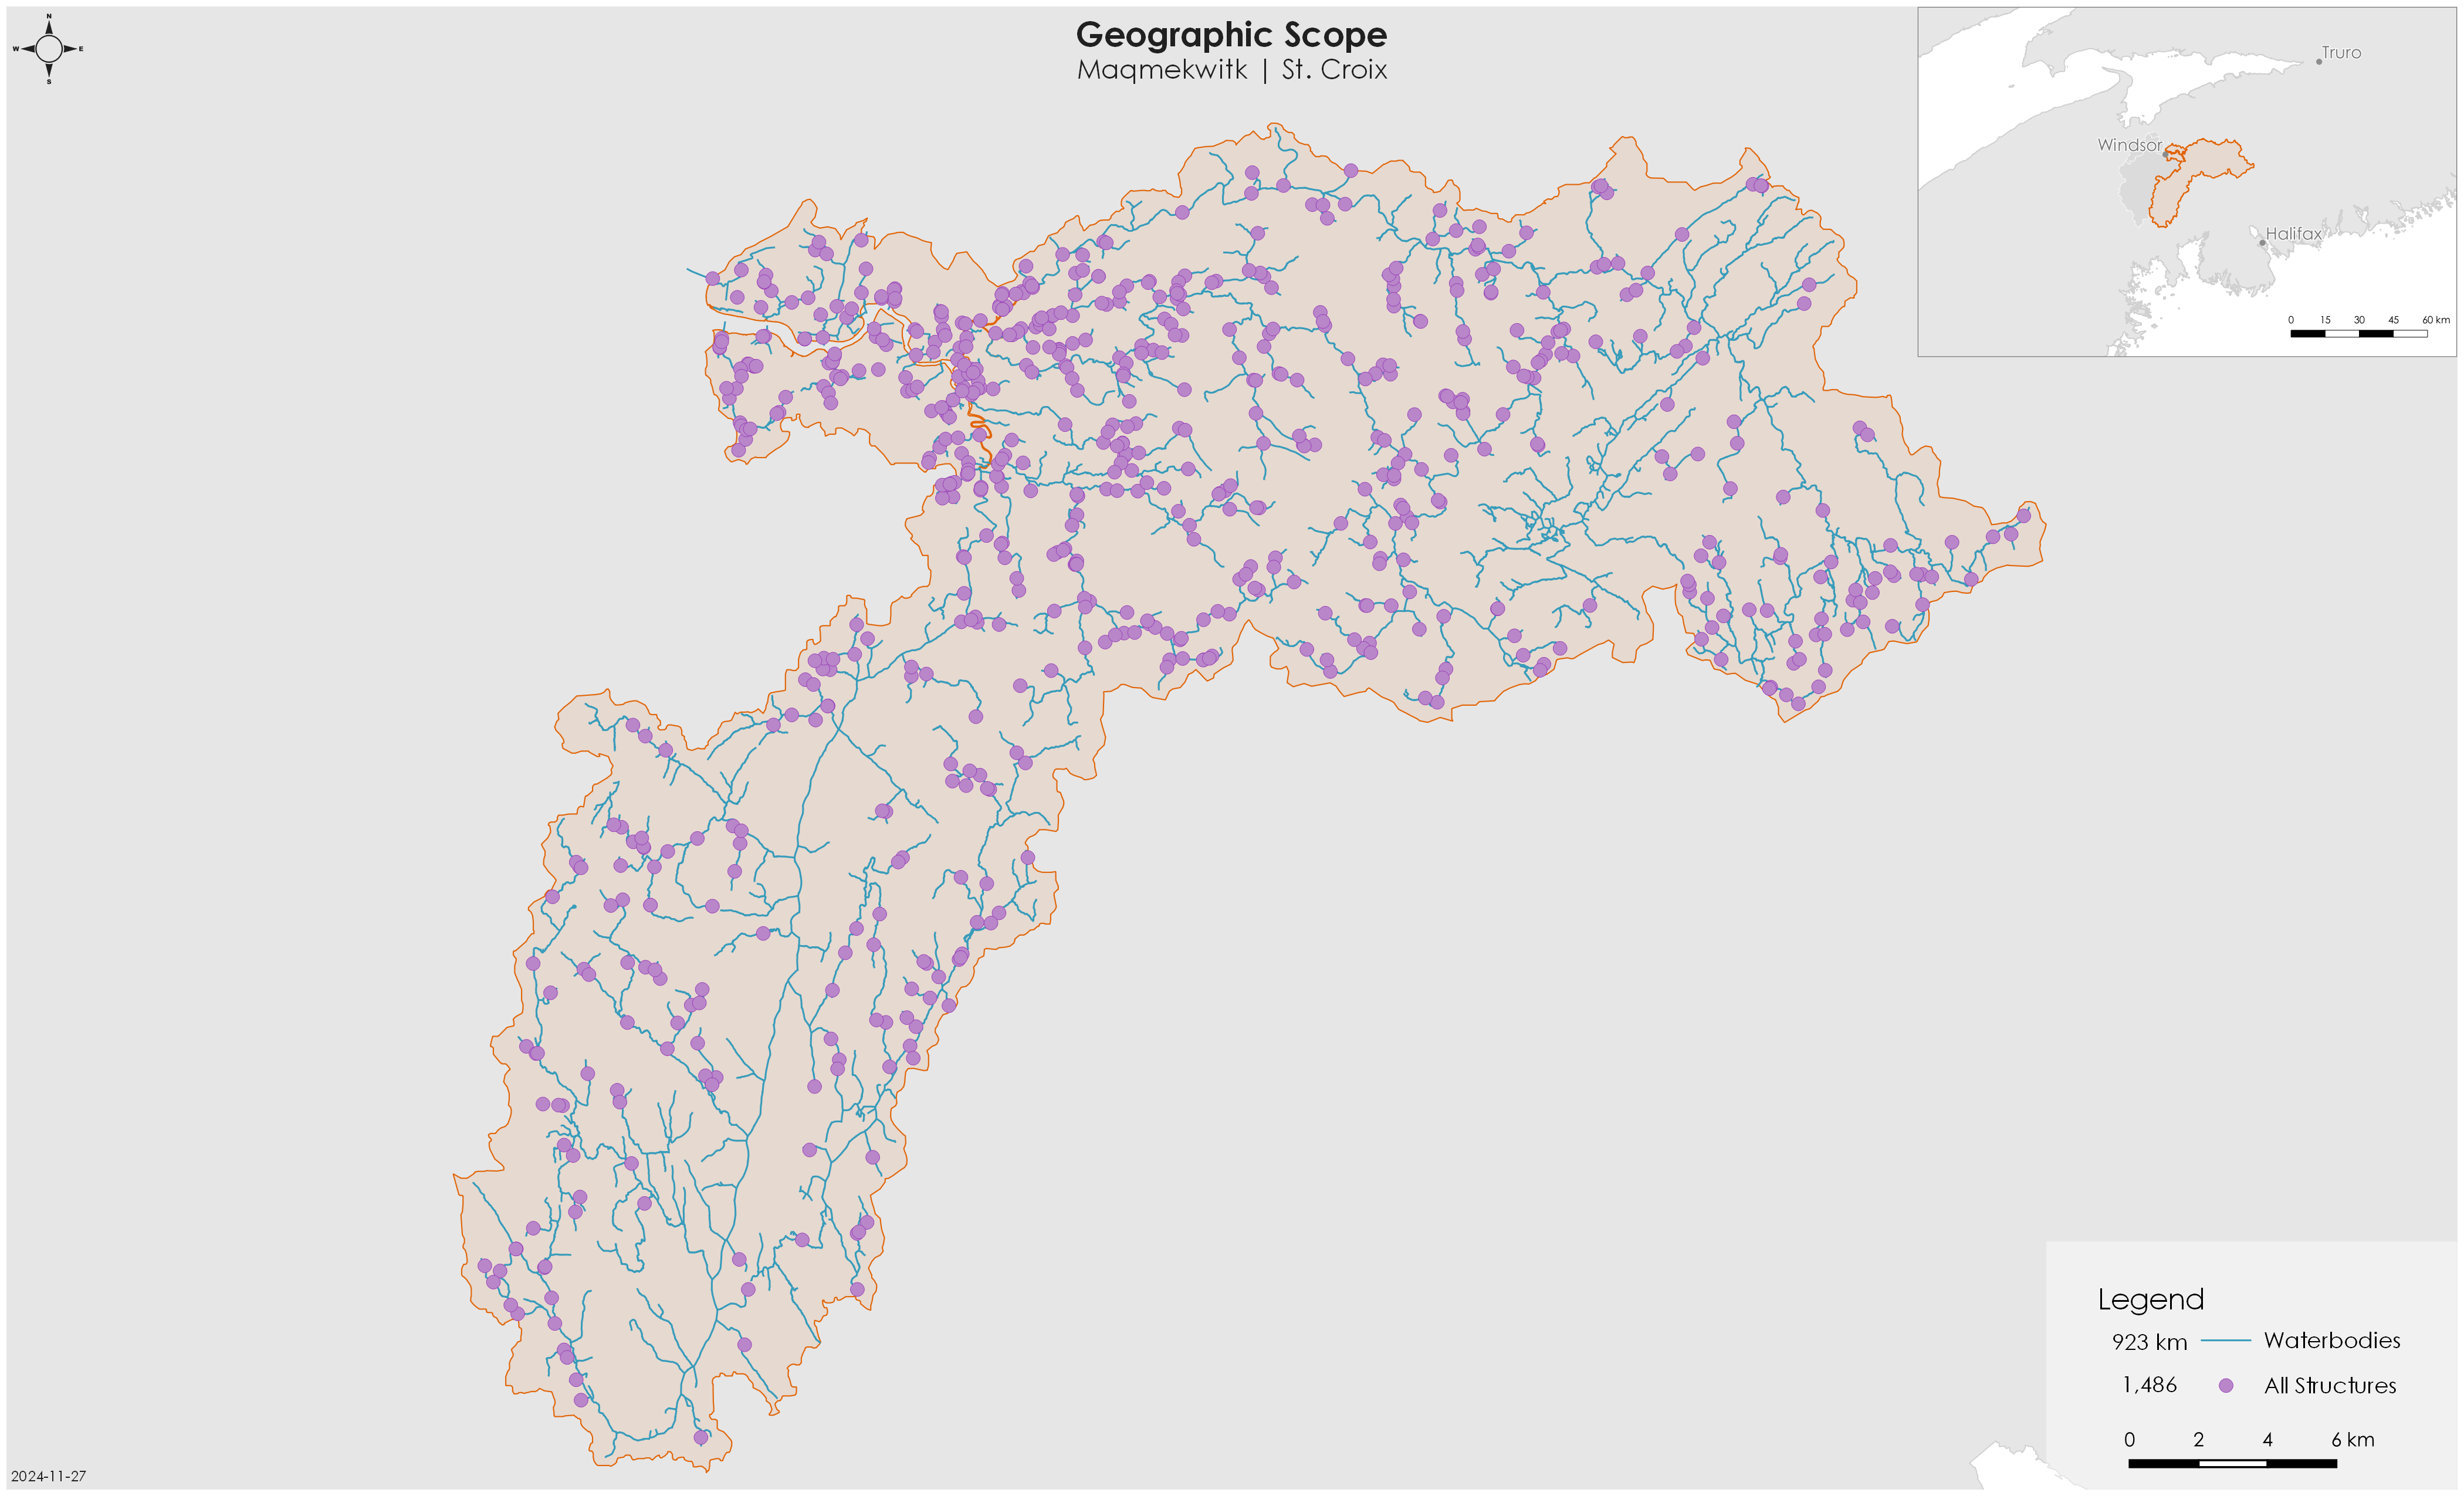 N
W E
S
Geographic Scope
Maqmekwitk | St. Croix
Truro
Windsor
Halifax
0 15 30 45 60 km
Legend
923 km Waterbodies
1,486 All Structures
0 2 4 6 km
2024-11-27